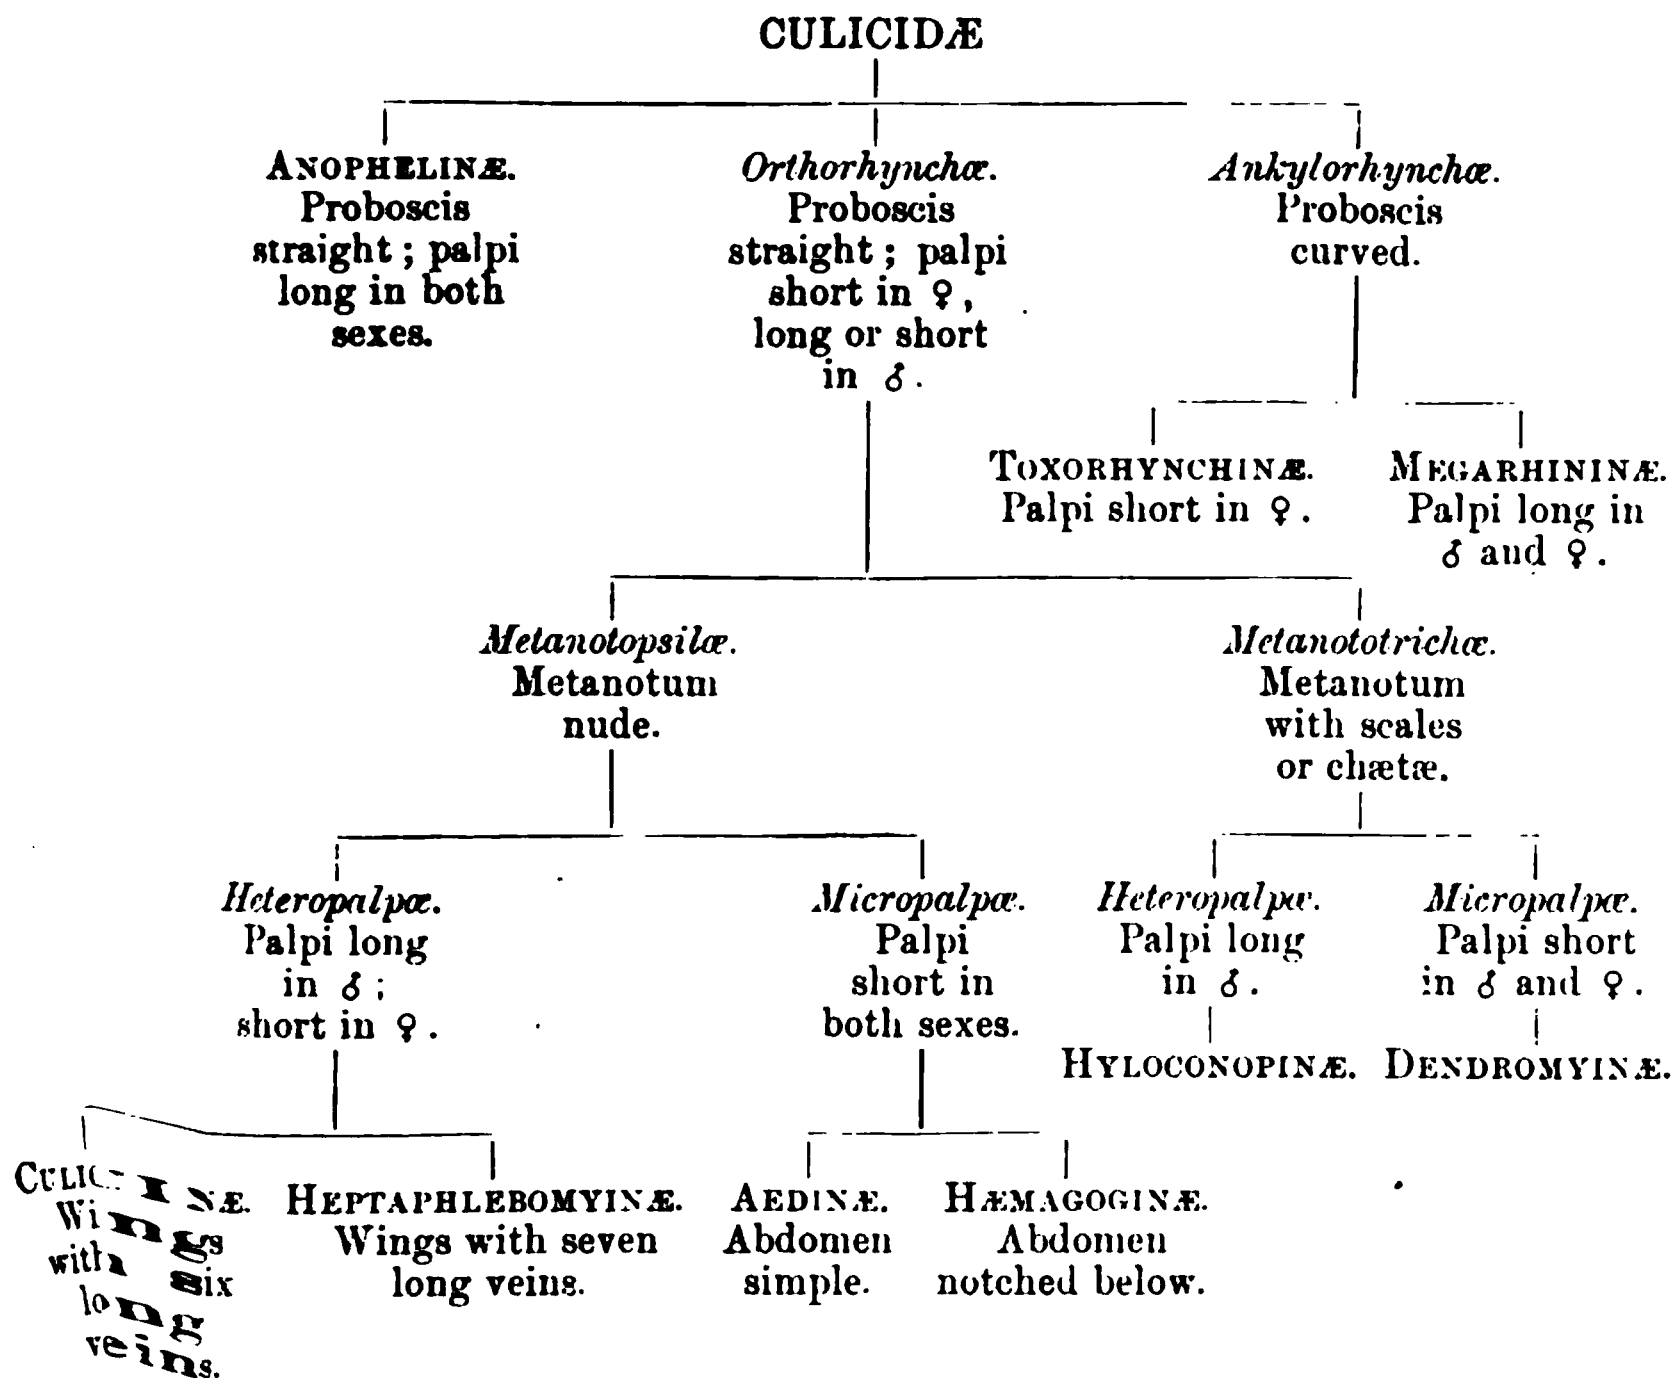 CULICIDÆ
ANOPHELINÆ.
Proboscis
straight ; palpi
long in both
sexes.
Orthorhynchæ.
Proboscis
straight ; palpi
short in ♀,
long or short
in ♂.
Ankylorhynchæ.
Proboscis
curved.
TOXORHYNCHINÆ.
Palpi short in ♀.
MEGARHININÆ.
Palpi long in
♂ and ♀.
Metanotopsilæ.
Metanotum
nude.
Metanototrichæ.
Metanotum
with scales
or chætæ.
Heteropalpæ.
Palpi long
in ♂ ;
short in ♀.
Micropalpæ.
Palpi
short in
both sexes.
Heteropalpæ.
Palpi long
in ♂.
HYLOCONOPINÆ.
Micropalpæ.
Palpi short
in ♂ and ♀.
DENDROMYINÆ.
CULICINÆ.
Wings
with six
long
veins.
HEPTAPHLEBOMYINÆ.
Wings with seven
long veins.
AEDINÆ.
Abdomen
simple.
HÆMAGOGINÆ.
Abdomen
notched below.